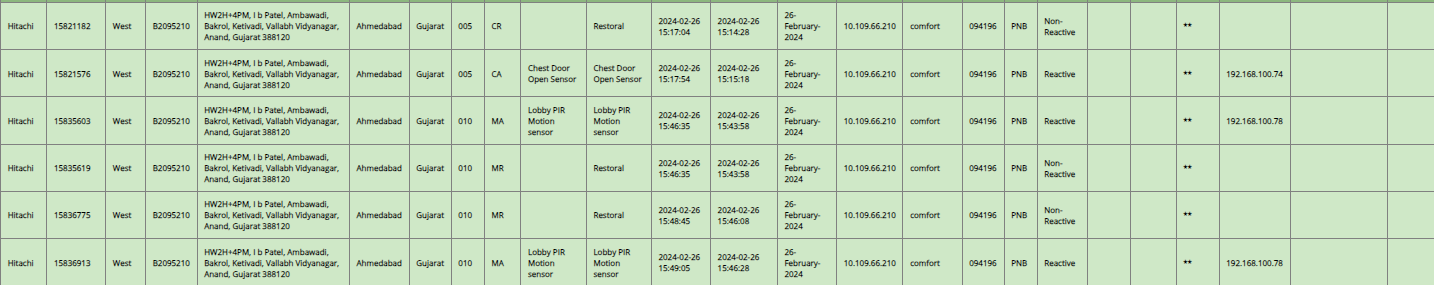 Hitachi 15821182 West B2095210 HW2H+4PM, I b Patel, Ambawadi, Bakrol, Ketivadi, Vallabh Vidyanagar, Anand, Gujarat 388120 Ahmedabad Gujarat 005 CR Restoral 2024-02-26 15:17:04 2024-02-26 15:14:28 26-February-2024 10.109.66.210 comfort 094196 PNB Non-Reactive **
Hitachi 15821576 West B2095210 HW2H+4PM, I b Patel, Ambawadi, Bakrol, Ketivadi, Vallabh Vidyanagar, Anand, Gujarat 388120 Ahmedabad Gujarat 005 CA Chest Door Open Sensor Chest Door Open Sensor 2024-02-26 15:17:54 2024-02-26 15:15:18 26-February-2024 10.109.66.210 comfort 094196 PNB Reactive ** 192.168.100.74
Hitachi 15835603 West B2095210 HW2H+4PM, I b Patel, Ambawadi, Bakrol, Ketivadi, Vallabh Vidyanagar, Anand, Gujarat 388120 Ahmedabad Gujarat 010 MA Lobby PIR Motion sensor Lobby PIR Motion sensor 2024-02-26 15:46:35 2024-02-26 15:43:58 26-February-2024 10.109.66.210 comfort 094196 PNB Reactive ** 192.168.100.78
Hitachi 15835619 West B2095210 HW2H+4PM, I b Patel, Ambawadi, Bakrol, Ketivadi, Vallabh Vidyanagar, Anand, Gujarat 388120 Ahmedabad Gujarat 010 MR Restoral 2024-02-26 15:46:35 2024-02-26 15:43:58 26-February-2024 10.109.66.210 comfort 094196 PNB Non-Reactive **
Hitachi 15836775 West B2095210 HW2H+4PM, I b Patel, Ambawadi, Bakrol, Ketivadi, Vallabh Vidyanagar, Anand, Gujarat 388120 Ahmedabad Gujarat 010 MR Restoral 2024-02-26 15:48:45 2024-02-26 15:46:08 26-February-2024 10.109.66.210 comfort 094196 PNB Non-Reactive **
Hitachi 15836913 West B2095210 HW2H+4PM, I b Patel, Ambawadi, Bakrol, Ketivadi, Vallabh Vidyanagar, Anand, Gujarat 388120 Ahmedabad Gujarat 010 MA Lobby PIR Motion sensor Lobby PIR Motion sensor 2024-02-26 15:49:05 2024-02-26 15:46:28 26-February-2024 10.109.66.210 comfort 094196 PNB Reactive ** 192.168.100.78